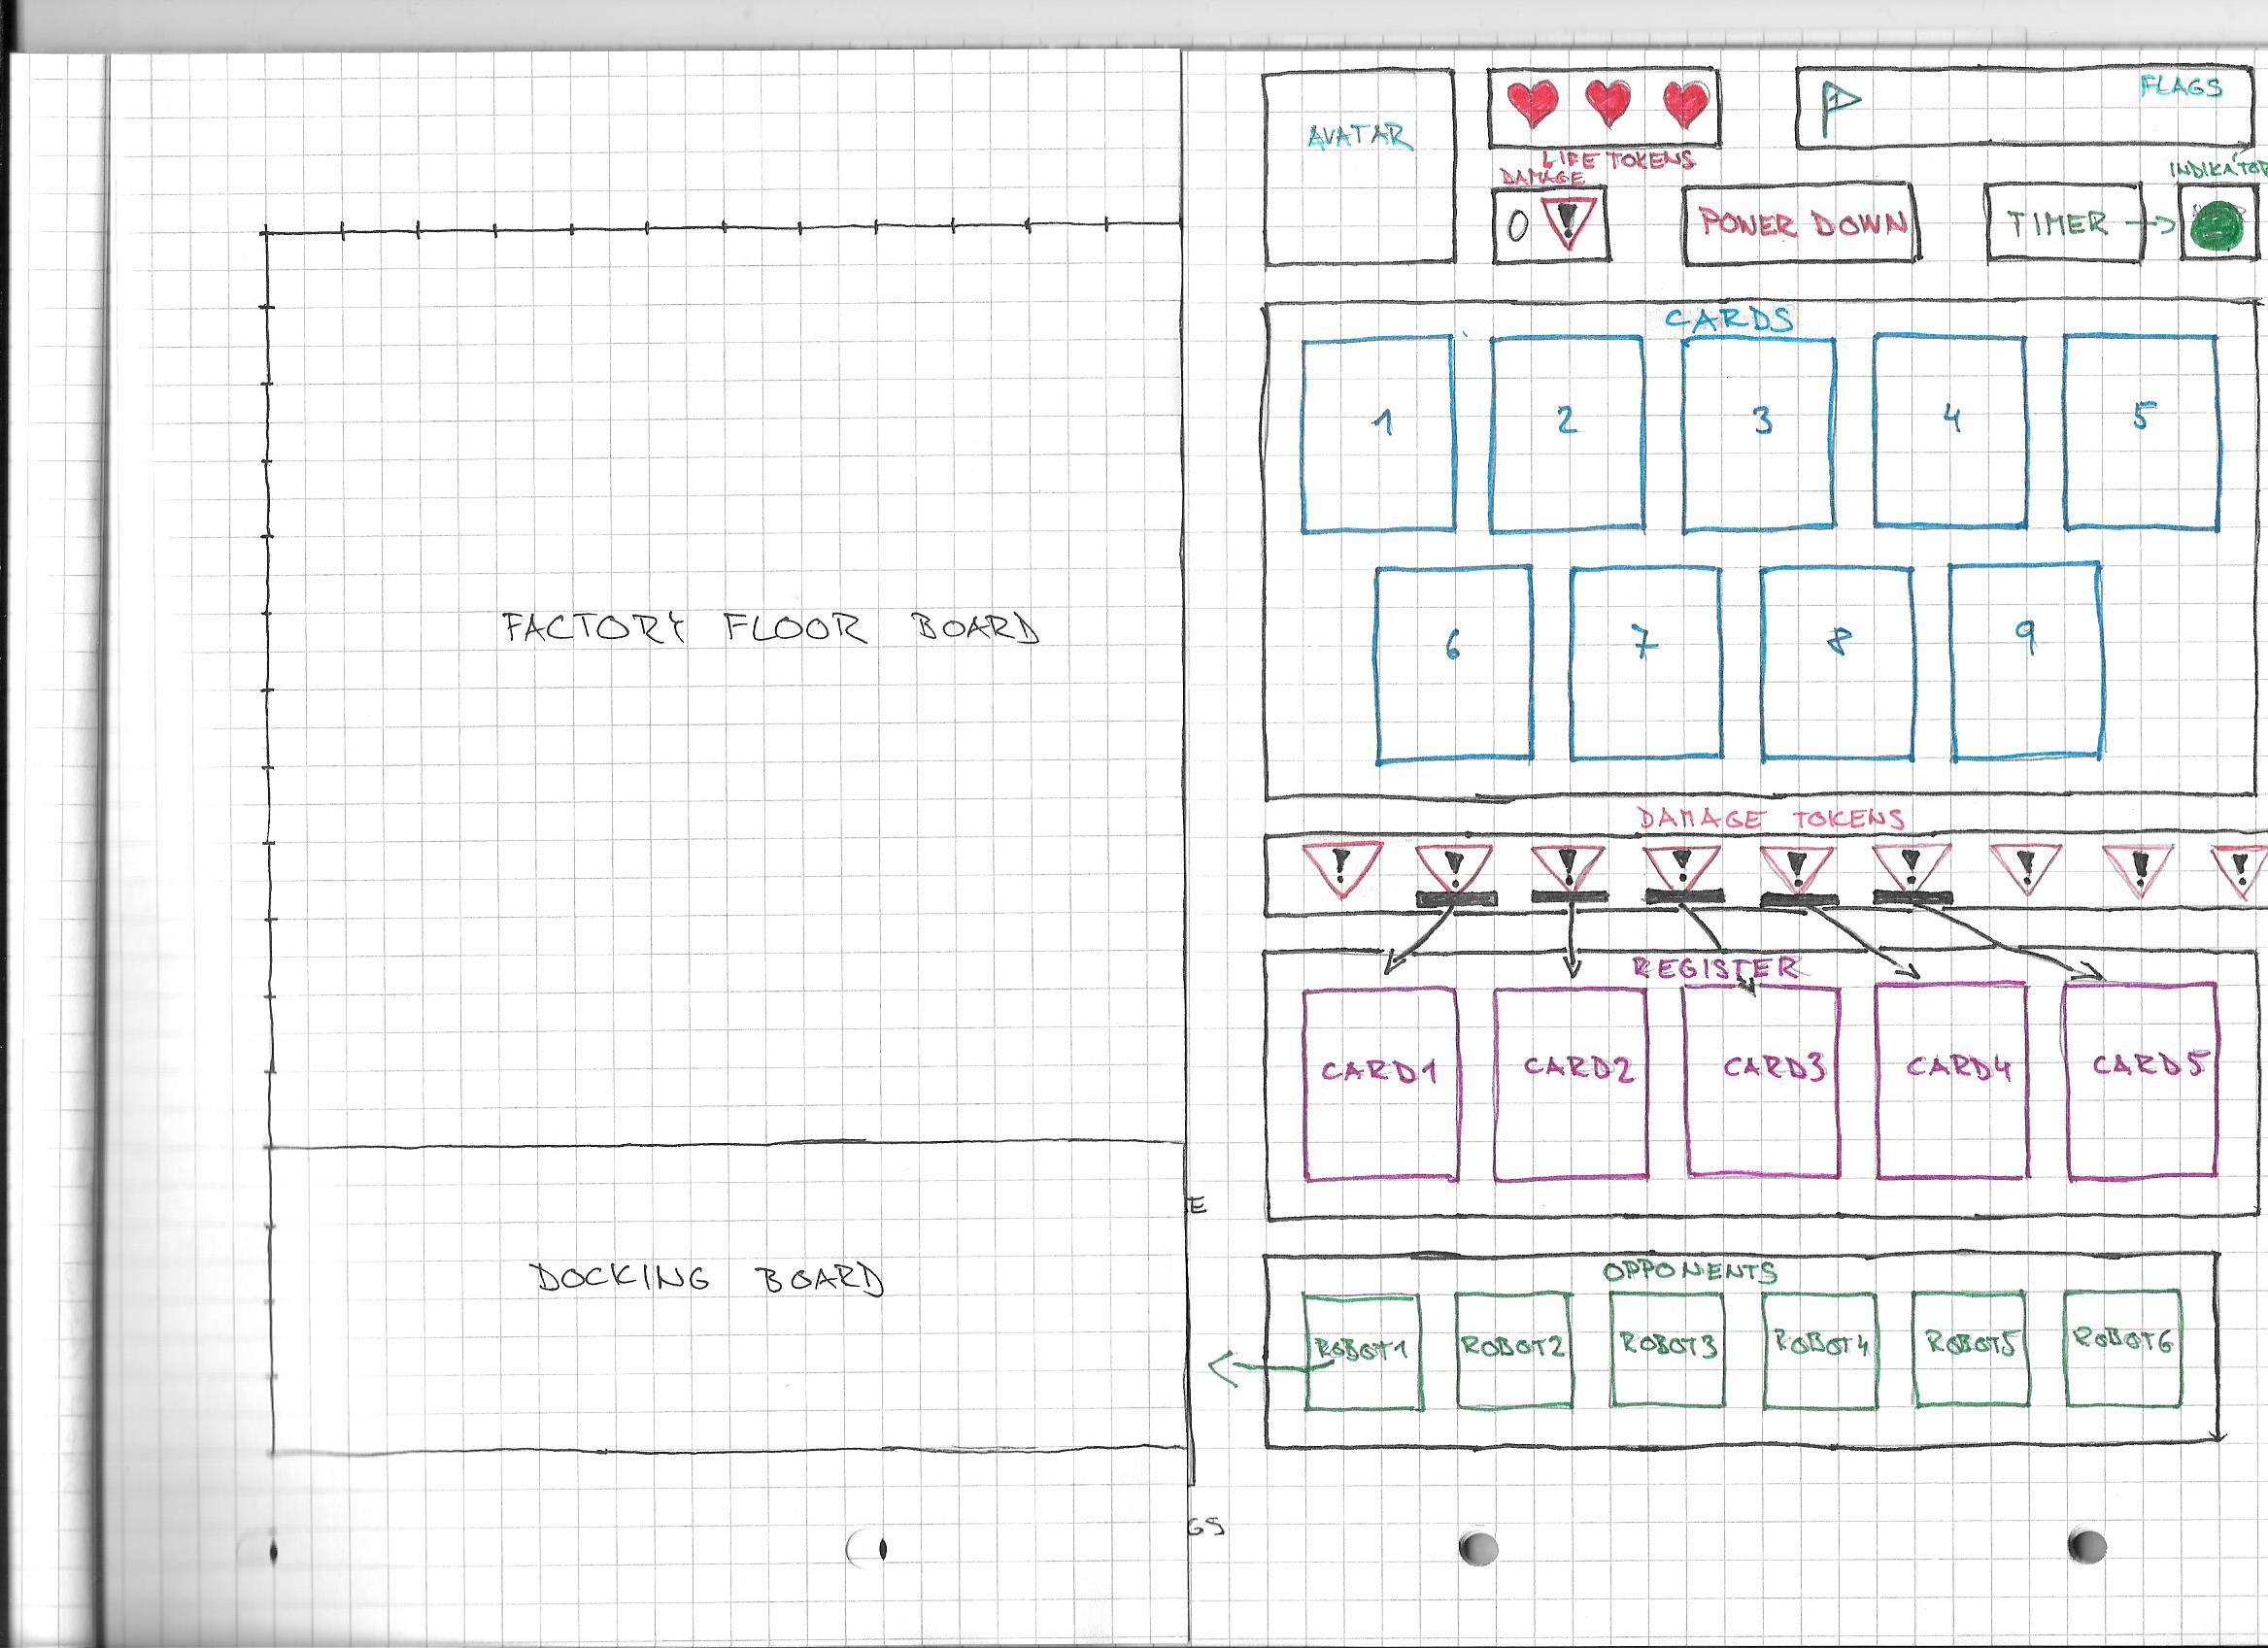 AVATAR
LIFE TOKENS
FLAGS
DAMAGE
0 !
POWER DOWN
TIMER
INDIKÁTOR
CARDS
1 2 3 4 5
6 7 8 9
FACTORY FLOOR BOARD
DAMAGE TOKENS
! ! ! ! ! ! ! ! !
REGISTER
CARD1 CARD2 CARD3 CARD4 CARD5
E
DOCKING BOARD
OPPONENTS
ROBOT1 ROBOT2 ROBOT3 ROBOT4 ROBOT5 ROBOT6
GS